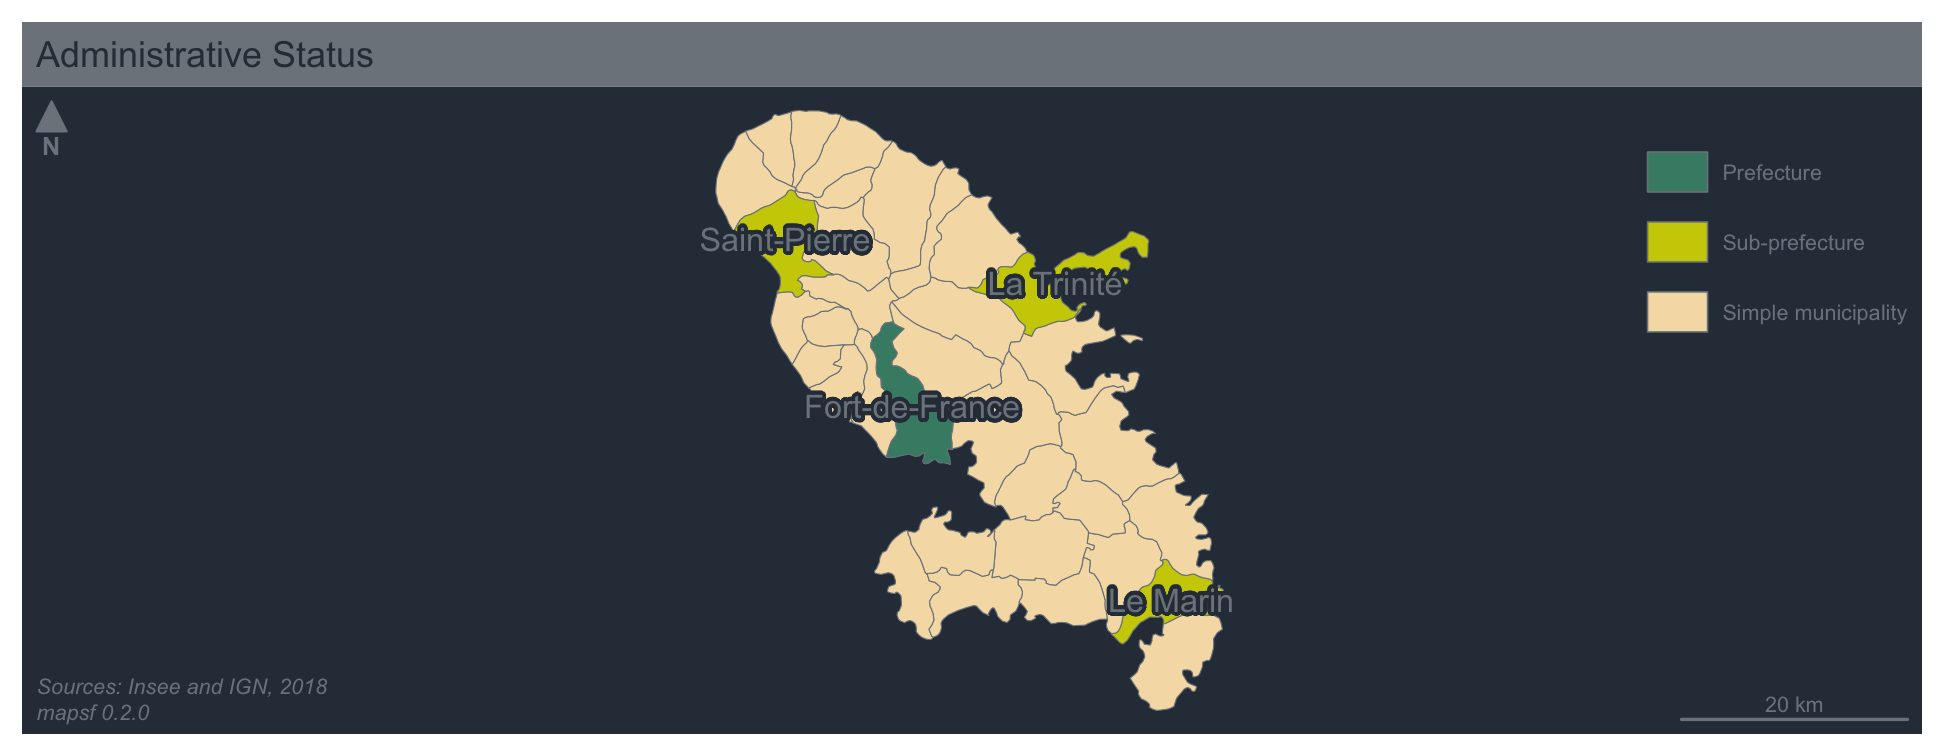 Administrative Status
N
Prefecture
Saint-Pierre
Sub-prefecture
La Trinité
Simple municipality
Fort-de-France
Le Marin
Sources: Insee and IGN, 2018
mapsf 0.2.0
20 km